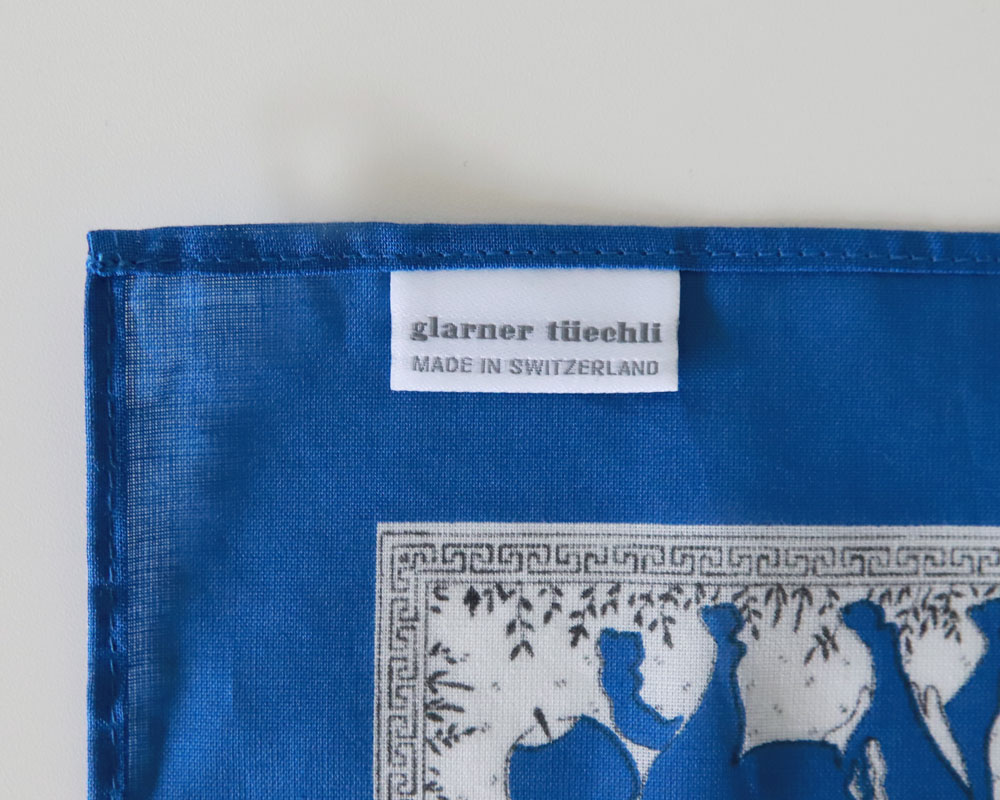 glarner tüechli
MADE IN SWITZERLAND